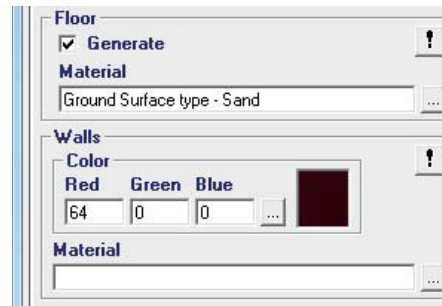 Floor
Generate
!
Material
Ground Surface type - Sand
...
Walls
!
Color
Red Green Blue
64 0 0 ...
Material
...